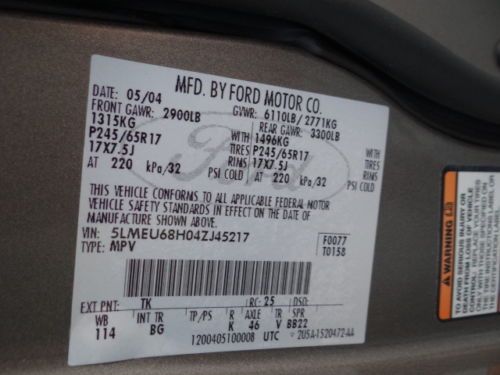 MFD. BY FORD MOTOR CO.
DATE: 05/04 GVWR: 6110LB/2771KG
FRONT GAWR: 2900LB REAR GAWR: 3300LB
1315KG 1496KG
P245/65R17 TIRES P245/65R17 TIRES
17X7.5J RIMS 17X7.5J RIMS
AT 220 kPa/32 PSI COLD AT 220 kPa/32 PSI COLD
Ford
THIS VEHICLE CONFORMS TO ALL APPLICABLE FEDERAL MOTOR
VEHICLE SAFETY STANDARDS IN EFFECT ON THE DATE OF
MANUFACTURE SHOWN ABOVE.
VIN: 5LMEU68H04ZJ45217 F0077
TYPE: MPV T0158
EXT PNT: TK RC: 25 DSO:
WB INT TR TP/PS R AXLE TR SPR
114 BG K 46 V BB22
1200405100008 UTC
WARNING